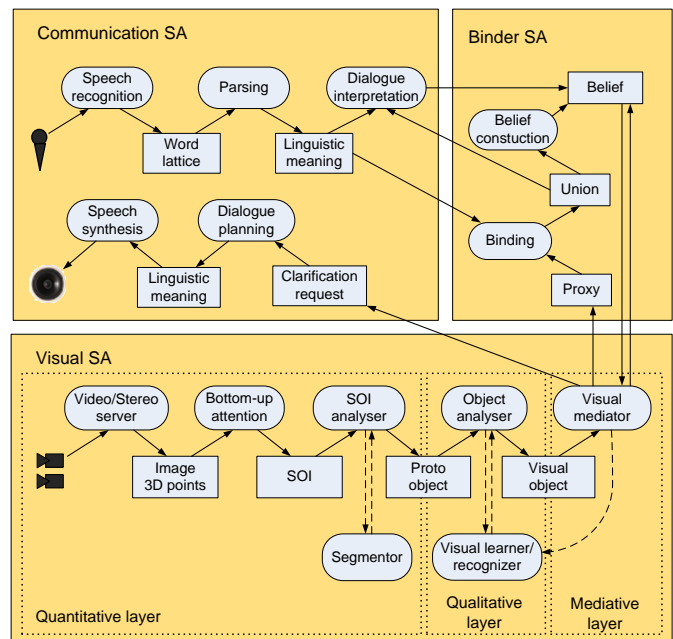 Communication SA
Speech
recognition
Parsing
Dialogue
interpretation
Word
lattice
Linguistic
meaning
Speech
synthesis
Dialogue
planning
Linguistic
meaning
Clarification
request
Binder SA
Belief
Belief
constuction
Union
Binding
Proxy
Visual SA
Video/Stereo
server
Bottom-up
attention
SOI
analyser
Object
analyser
Visual
mediator
Image
3D points
SOI
Proto
object
Visual
object
Segmentor
Visual learner/
recognizer
Quantitative layer
Qualitative
layer
Mediative
layer